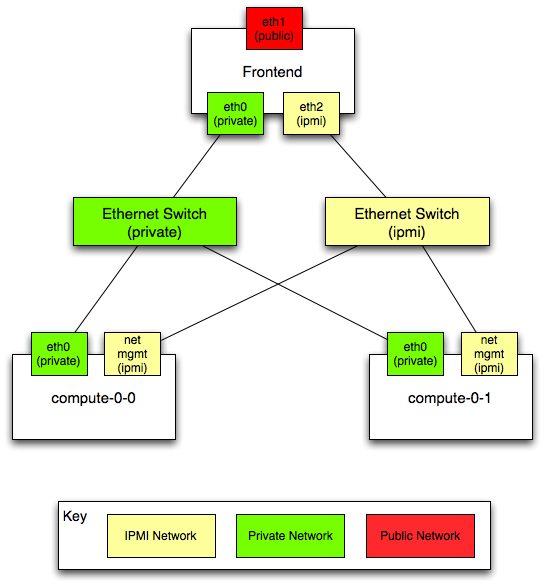 eth1
(public)
Frontend
eth0
(private)
eth2
(ipmi)
Ethernet Switch
(private)
Ethernet Switch
(ipmi)
eth0
(private)
net
mgmt
(ipmi)
compute-0-0
eth0
(private)
net
mgmt
(ipmi)
compute-0-1
Key
IPMI Network
Private Network
Public Network